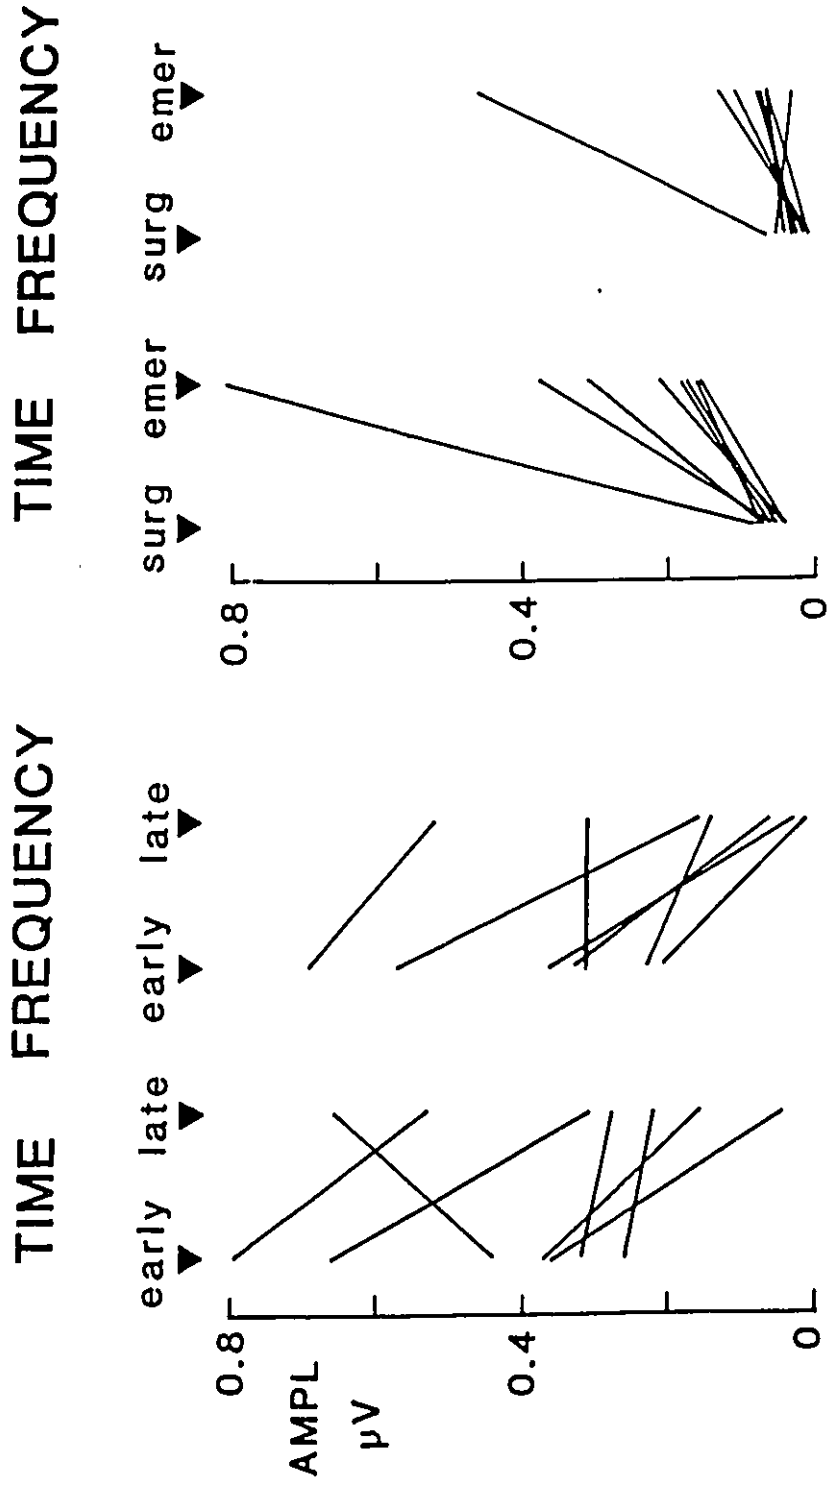 TIME FREQUENCY TIME FREQUENCY
early late early late surg emer surg emer
0.8 0.8
AMPL
μV
0.4 0.4
0 0